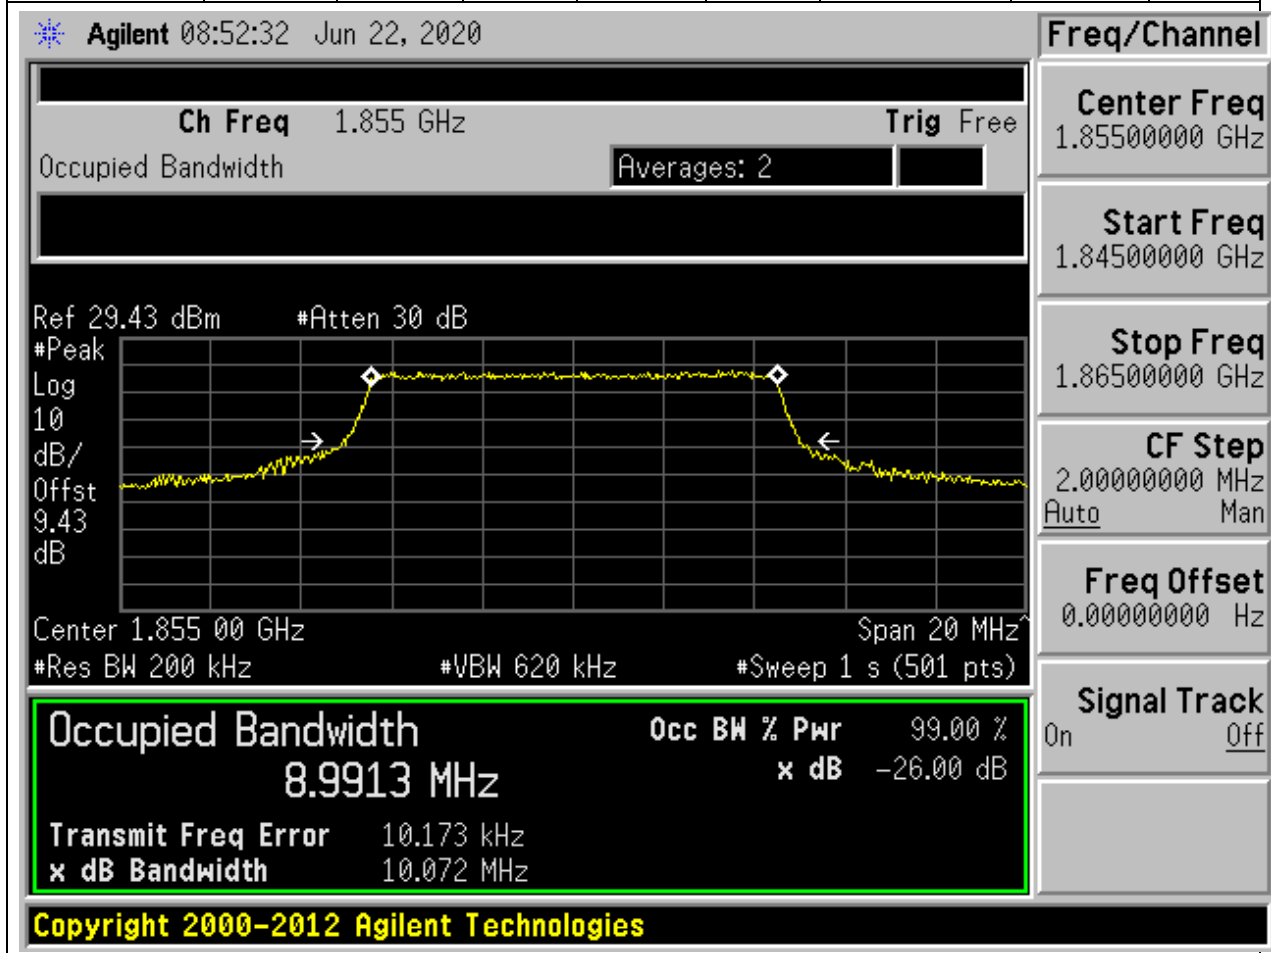 Agilent 08:52:32 Jun 22, 2020
Freq/Channel
Ch Freq 1.855 GHz Trig Free
Occupied Bandwidth Averages: 2
Center Freq
1.85500000 GHz
Start Freq
1.84500000 GHz
Stop Freq
1.86500000 GHz
CF Step
2.00000000 MHz
Auto Man
Freq Offset
0.00000000 Hz
Signal Track
On Off
Ref 29.43 dBm #Atten 30 dB
#Peak
Log
10
dB/
Offst
9.43
dB
Center 1.855 00 GHz Span 20 MHz^
#Res BW 200 kHz #VBW 620 kHz #Sweep 1 s (501 pts)
Occupied Bandwidth Occ BW % Pwr 99.00 %
8.9913 MHz x dB -26.00 dB
Transmit Freq Error 10.173 kHz
x dB Bandwidth 10.072 MHz
Copyright 2000-2012 Agilent Technologies